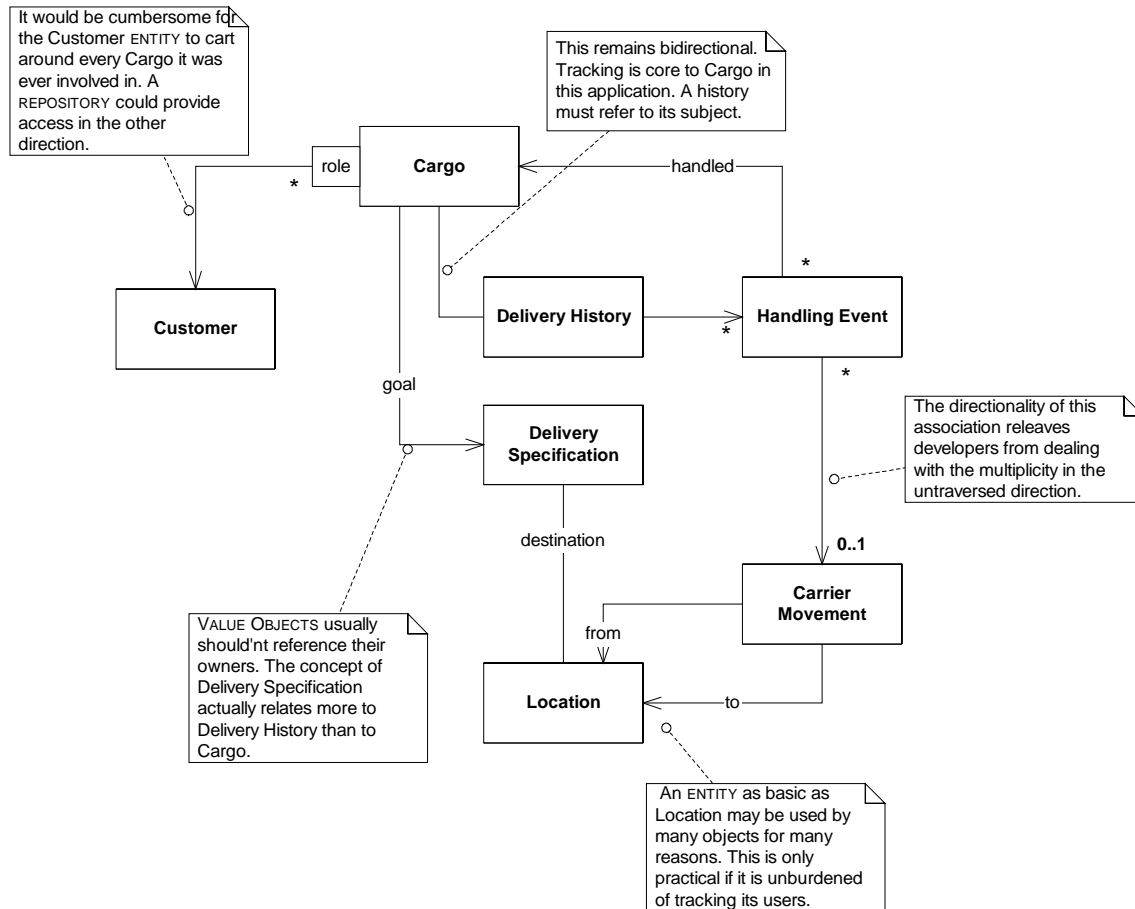 It would be cumbersome for
the Customer ENTITY to cart
around every Cargo it was
ever involved in. A
REPOSITORY could provide
access in the other
direction.
This remains bidirectional.
Tracking is core to Cargo in
this application. A history
must refer to its subject.
role
Cargo
handled
*
*
Customer
Delivery History
*
Handling Event
*
goal
Delivery
Specification
The directionality of this
association releaves
developers from dealing
with the multiplicity in the
untraversed direction.
destination
0..1
Carrier
Movement
VALUE OBJECTS usually
should'nt reference their
owners. The concept of
Delivery Specification
actually relates more to
Delivery History than to
Cargo.
from
Location
to
An ENTITY as basic as
Location may be used by
many objects for many
reasons. This is only
practical if it is unburdened
of tracking its users.